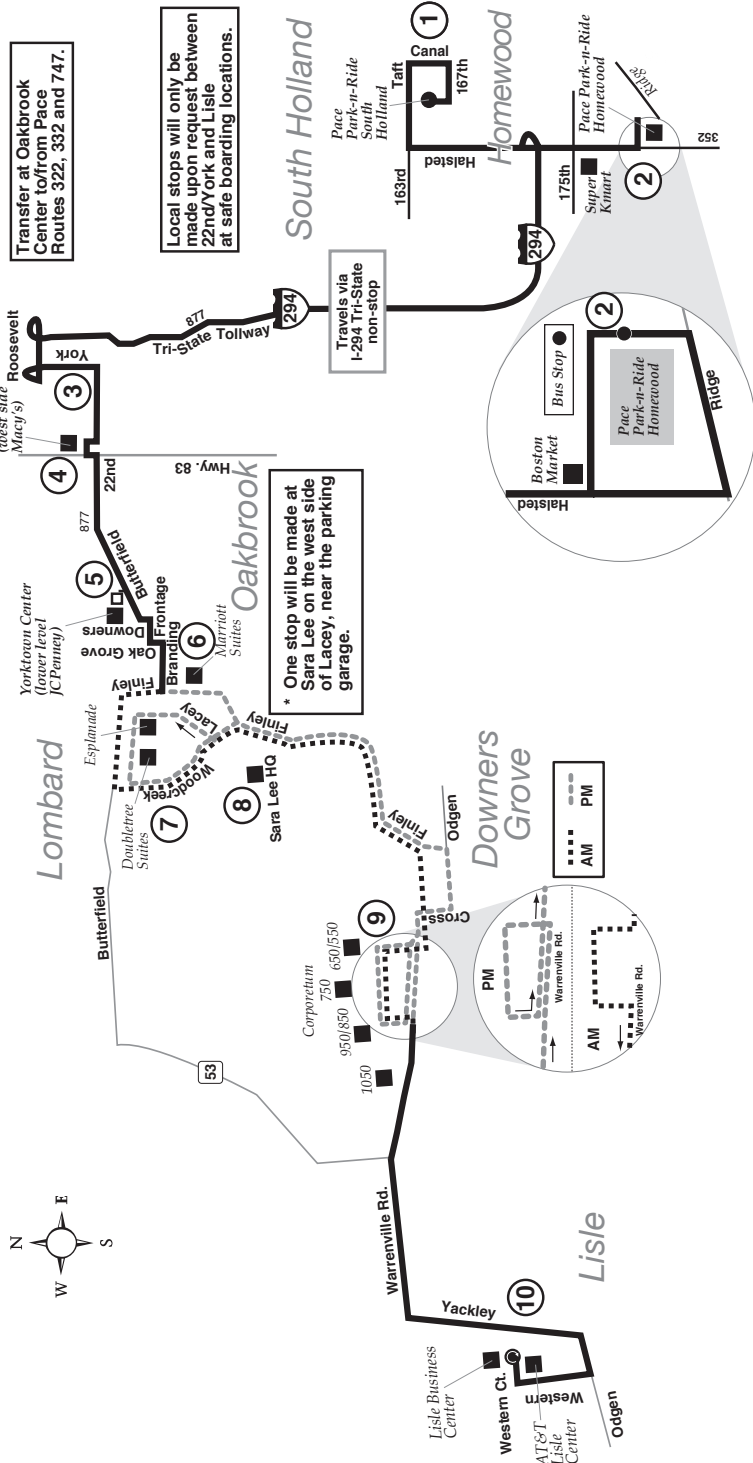 Transfer at Oakbrook
Center to/from Pace
Routes 322, 332 and 747.
Local stops will only be
made upon request between
22nd/York and Lisle
at safe boarding locations.
South Holland
1
Pace
Park-n-Ride
South
Holland
Taft
Canal
167th
163rd
Halsted
Homewood
294
175th
Super
Kmart
Pace Park-n-Ride
Homewood
Ridge
2
352
Travels via
I-294 Tri-State
non-stop
294
877
Tri-State Tollway
Roosevelt
York
3
(west side
Macy's)
4
22nd
Hwy. 83
Oakbrook
877
Butterfield
5
Yorktown Center
(lower level
JCPenney)
Downers
Oak Grove
Frontage
Branding
6
Marriott
Suites
* One stop will be made at
Sara Lee on the west side
of Lacey, near the parking
garage.
Halsted
Boston
Market
Bus Stop
2
Pace
Park-n-Ride
Homewood
Ridge
Lombard
Finley
Esplanade
Lacey
Doubletree
Suites
Woodcreek
7
Finley
8
Sara Lee HQ
Butterfield
53
Finley
Odgen
Downers
Grove
Cross
9
Corporetum
650/550
750
950/850
1050
AM
PM
PM
Warrenville Rd.
AM
Warrenville Rd.
N
E
S
W
Warrenville Rd.
Yackley
10
Lisle
Lisle Business
Center
Western Ct.
AT&T
Lisle
Center
Western
Odgen